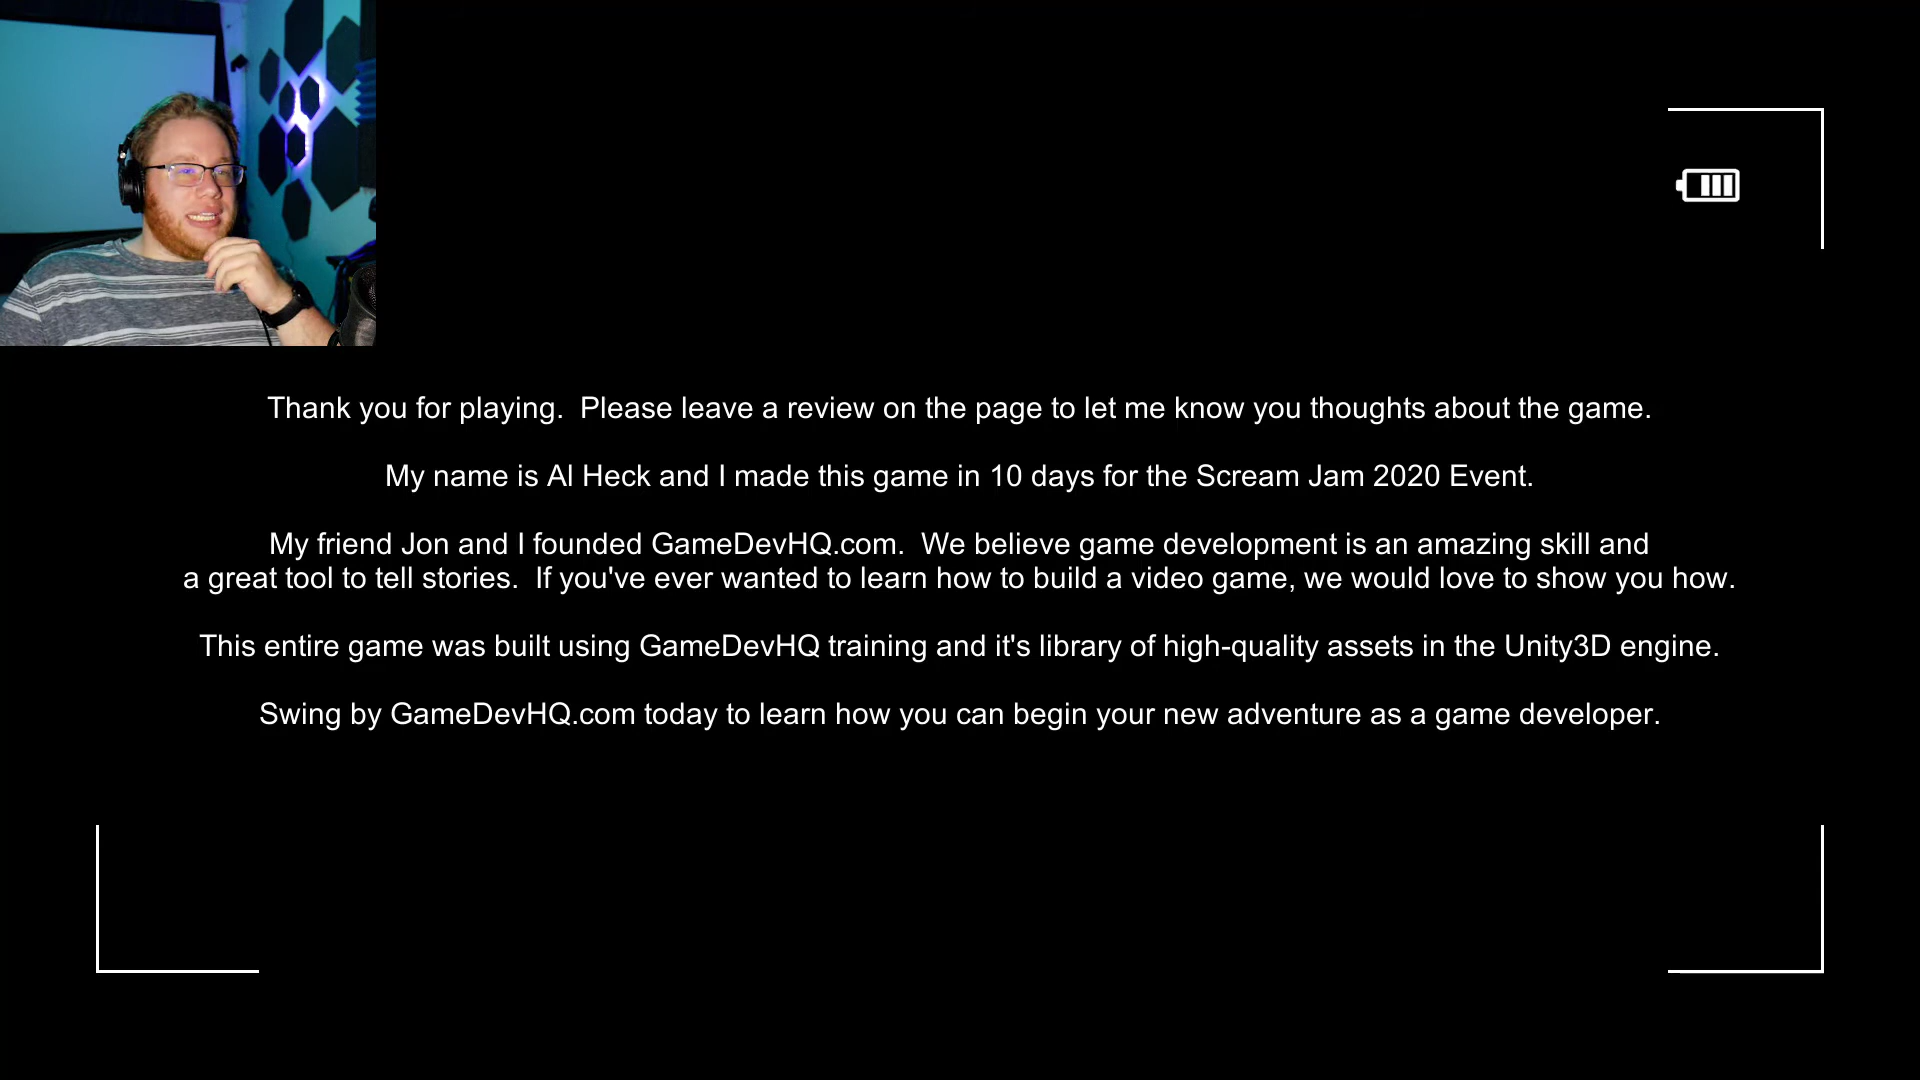 Thank you for playing.  Please leave a review on the page to let me know you thoughts about the game.
My name is Al Heck and I made this game in 10 days for the Scream Jam 2020 Event.
My friend Jon and I founded GameDevHQ.com.  We believe game development is an amazing skill and
a great tool to tell stories.  If you've ever wanted to learn how to build a video game, we would love to show you how.
This entire game was built using GameDevHQ training and it's library of high-quality assets in the Unity3D engine.
Swing by GameDevHQ.com today to learn how you can begin your new adventure as a game developer.